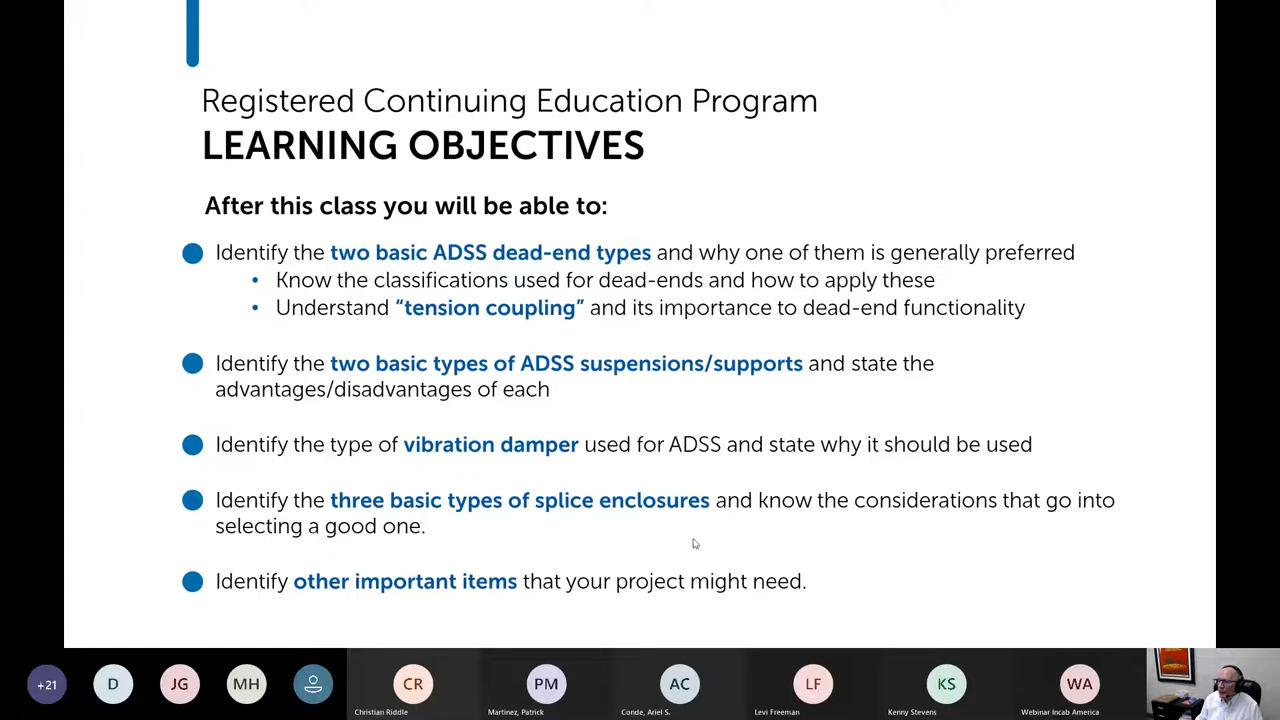 Registered Continuing Education Program
LEARNING OBJECTIVES
After this class you will be able to:
Identify the two basic ADSS dead-end types and why one of them is generally preferred
• Know the classifications used for dead-ends and how to apply these
• Understand “tension coupling” and its importance to dead-end functionality
Identify the two basic types of ADSS suspensions/supports and state the
advantages/disadvantages of each
Identify the type of vibration damper used for ADSS and state why it should be used
Identify the three basic types of splice enclosures and know the considerations that go into
selecting a good one.
Identify other important items that your project might need.
+21 D JG MH CR PM AC LF KS WA
Christian Riddle Martinez, Patrick Conde, Ariel S. Levi Freeman Kenny Stevens Webinar Incab America